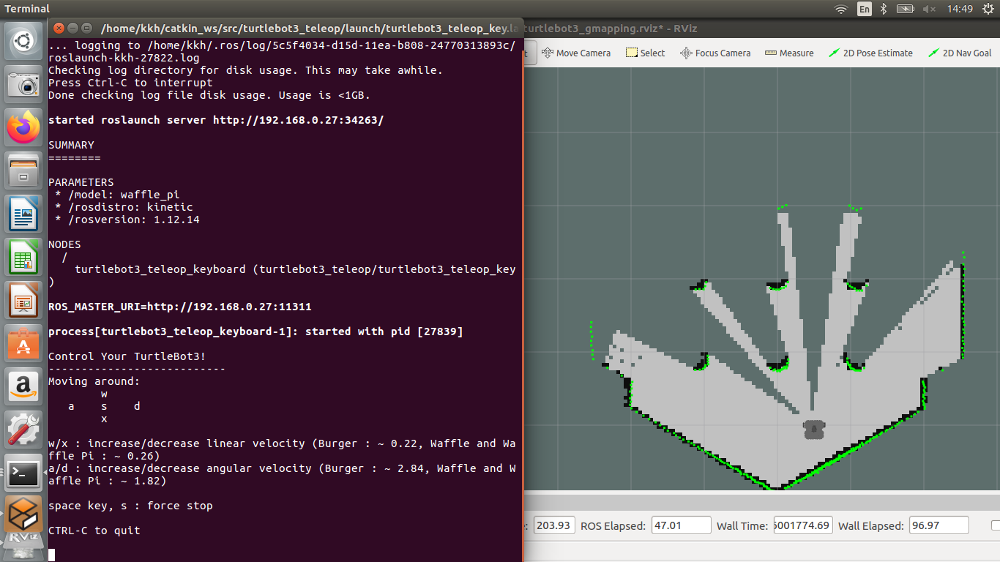 Terminal
En
14:49
/home/kkh/catkin_ws/src/turtlebot3_teleop/launch/turtlebot3_teleop_key.la
turtlebot3_gmapping.rviz* - RViz
... logging to /home/kkh/.ros/log/5c5f4034-d15d-11ea-b808-24770313893c/
roslaunch-kkh-27822.log
Checking log directory for disk usage. This may take awhile.
Press Ctrl-C to interrupt
Done checking log file disk usage. Usage is <1GB.
started roslaunch server http://192.168.0.27:34263/
SUMMARY
========
PARAMETERS
* /model: waffle_pi
* /rosdistro: kinetic
* /rosversion: 1.12.14
NODES
/
turtlebot3_teleop_keyboard (turtlebot3_teleop/turtlebot3_teleop_key
)
ROS_MASTER_URI=http://192.168.0.27:11311
process[turtlebot3_teleop_keyboard-1]: started with pid [27839]
Control Your TurtleBot3!
---------------------------
Moving around:
w
a s d
x
w/x : increase/decrease linear velocity (Burger : ~ 0.22, Waffle and Wa
ffle Pi : ~ 0.26)
a/d : increase/decrease angular velocity (Burger : ~ 2.84, Waffle and W
affle Pi : ~ 1.82)
space key, s : force stop
CTRL-C to quit
Move Camera
Select
Focus Camera
Measure
2D Pose Estimate
2D Nav Goal
203.93
ROS Elapsed:
47.01
Wall Time:
6001774.69
Wall Elapsed:
96.97
RViz